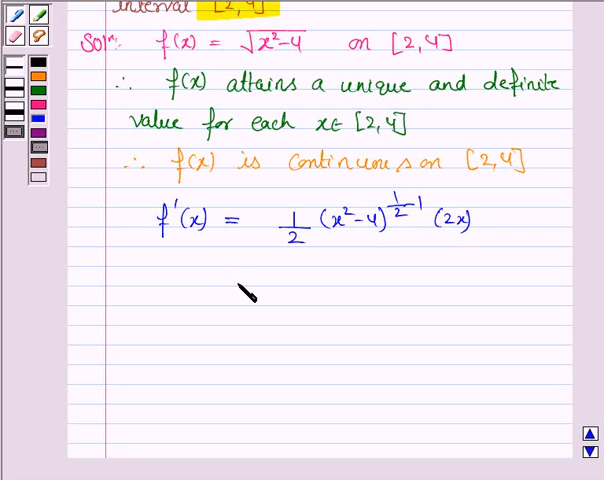 interval [2,4]
Soln: f(x) = √(x²-4) on [2,4]
∴ f(x) attains a unique and definite
value for each x ∈ [2,4]
∴ f(x) is continuous on [2,4]
f'(x) = 1/2 (x²-4)^(1/2-1) (2x)